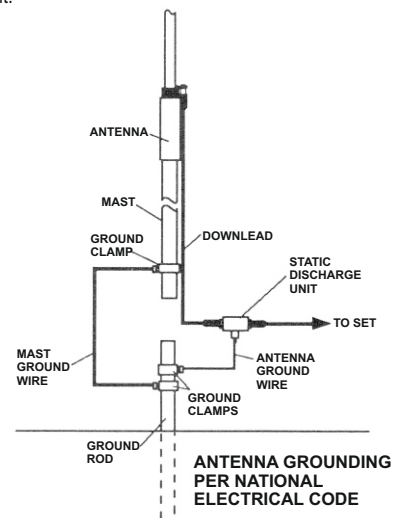 it.
ANTENNA
MAST
GROUND
CLAMP
DOWNLEAD
STATIC
DISCHARGE
UNIT
TO SET
MAST
GROUND
WIRE
ANTENNA
GROUND
WIRE
GROUND
CLAMPS
GROUND
ROD
ANTENNA GROUNDING
PER NATIONAL
ELECTRICAL CODE